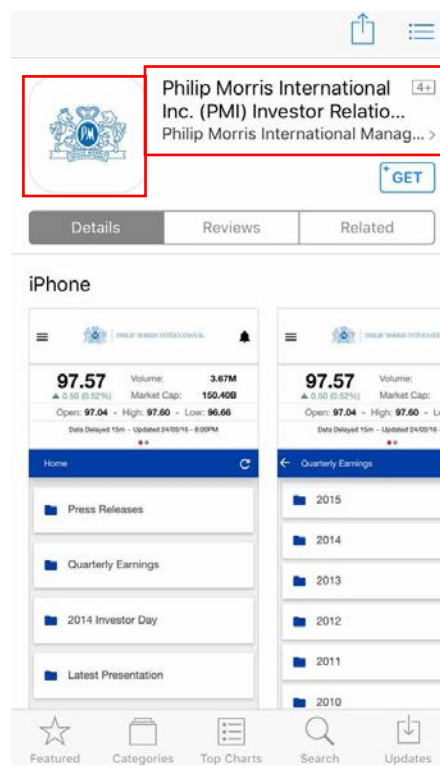 Philip Morris International 4+
Inc. (PMI) Investor Relatio...
Philip Morris International Manag... >
PM
GET
Details Reviews Related
iPhone
PHILIP MORRIS INTERNATIONAL
97.57 Volume: 3.67M
▲ 0.50 (0.52%) Market Cap: 150.40B
Open: 97.04 - High: 97.60 - Low: 96.66
Data Delayed 15m - Updated 24/05/16 - 8:00PM
Home
Press Releases
Quarterly Earnings
2014 Investor Day
Latest Presentation
97.57 Volume:
▲ 0.50 (0.52%) Market Cap:
Open: 97.04 - High: 97.60 -
Data Delayed 15m - Updated 24/05/16 -
Quarterly Earnings
2015
2014
2013
2012
2011
2010
Featured Categories Top Charts Search Updates